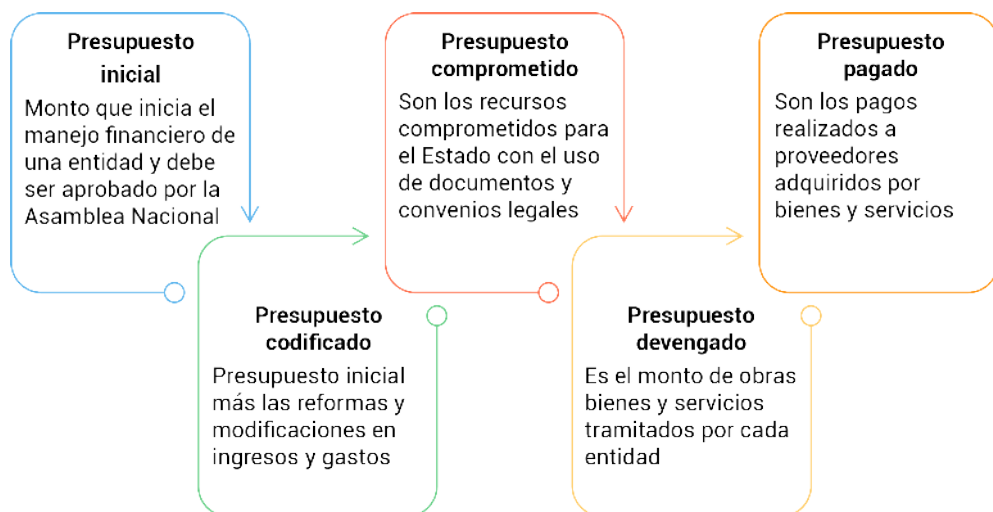 Presupuesto
inicial
Monto que inicia el
manejo financiero de
una entidad y debe
ser aprobado por la
Asamblea Nacional
Presupuesto
codificado
Presupuesto inicial
más las reformas y
modificaciones en
ingresos y gastos
Presupuesto
comprometido
Son los recursos
comprometidos para
el Estado con el uso
de documentos y
convenios legales
Presupuesto
devengado
Es el monto de obras
bienes y servicios
tramitados por cada
entidad
Presupuesto
pagado
Son los pagos
realizados a
proveedores
adquiridos por
bienes y servicios